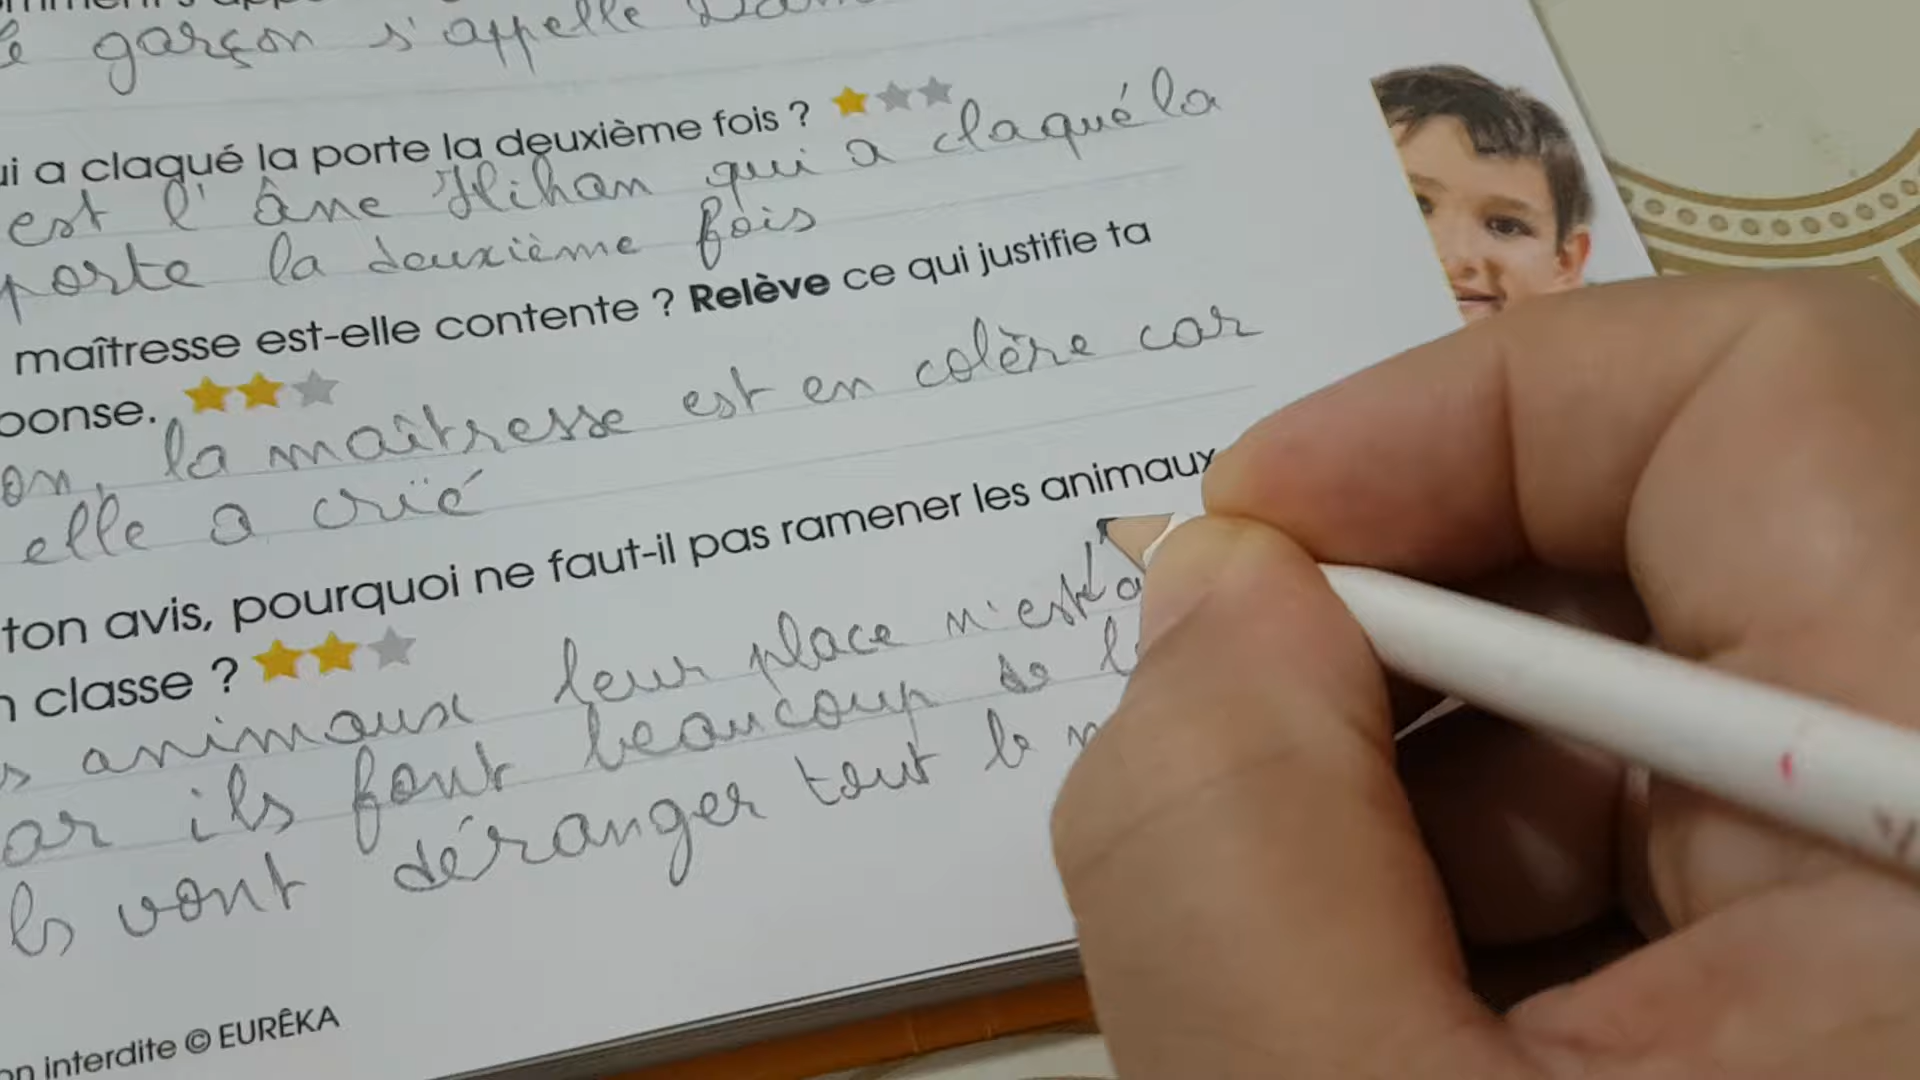 garçon s'appelle
ui a claqué la porte la deuxième fois ?
est l'âne Hihan qui a claqué la
porte la deuxième fois
maîtresse est-elle contente ? Relève ce qui justifie ta
ponse.
on, la maîtresse est en colère car
elle a crié
ton avis, pourquoi ne faut-il pas ramener les animaux
n classe ?
s animaux leur place n'est
ar ils font beaucoup de
ls vont déranger tout le
on interdite © EURÊKA